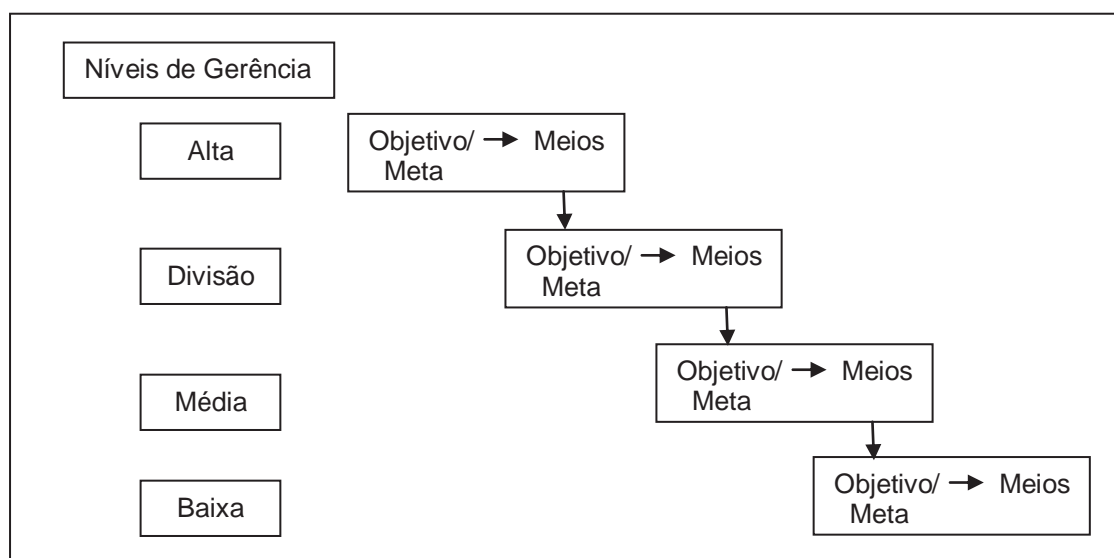 Níveis de Gerência
Alta
Objetivo/ → Meios
Meta
Divisão
Objetivo/ → Meios
Meta
Média
Objetivo/ → Meios
Meta
Baixa
Objetivo/ → Meios
Meta